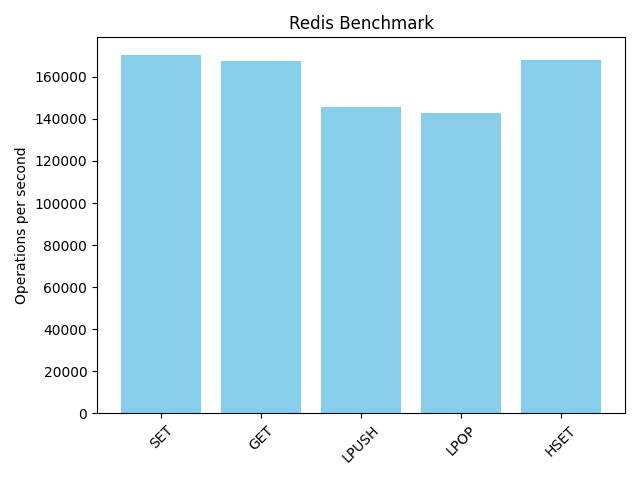 Redis Benchmark
Operations per second
160000
140000
120000
100000
80000
60000
40000
20000
0
SET
GET
LPUSH
LPOP
HSET